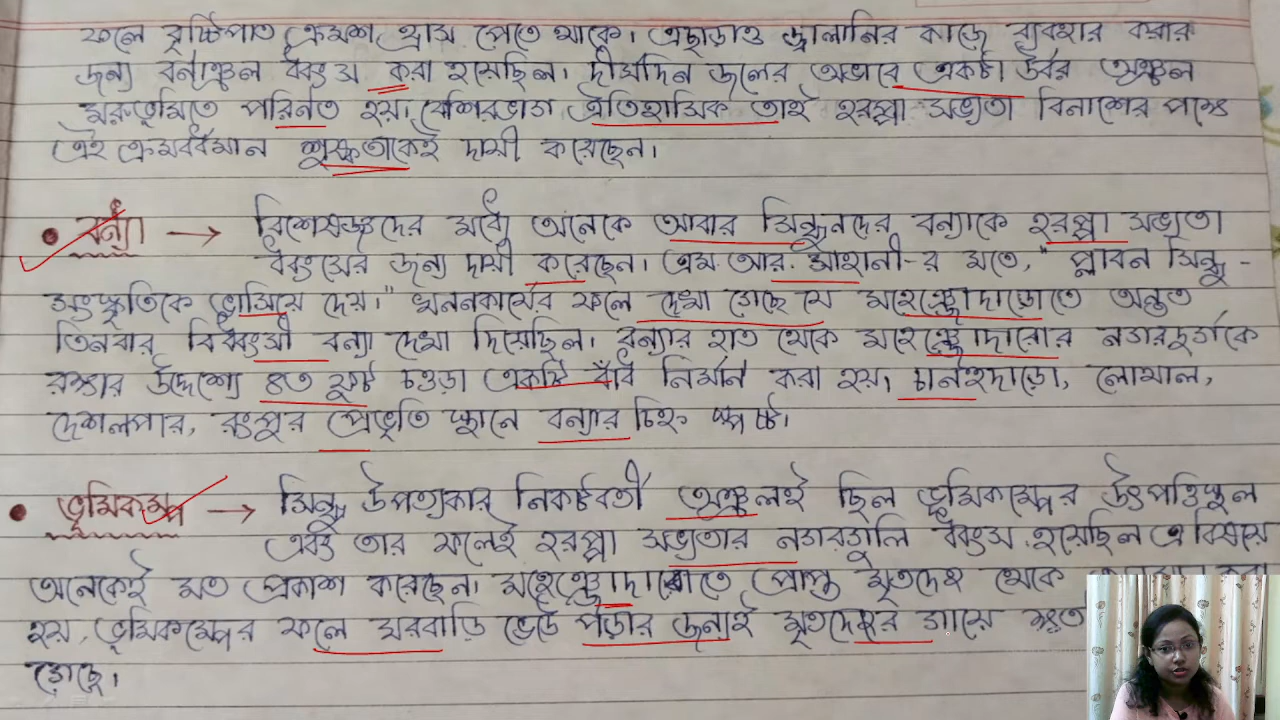 ফলে বৃষ্টিপাত ক্রমশ হ্রাস পেতে থাকে। এছাড়াও জ্বালানির কাজে ব্যবহার করার
জন্য বনাঞ্চল ধ্বংস করা হয়েছিল। দীর্ঘদিন জলের অভাবে একটা উর্বর অঞ্চল
মরুভূমিতে পরিনত হয়। বেশিরভাগ ঐতিহাসিক তাই হরপ্পা সভ্যতা বিনাশের পশ্চে
এই ক্রমবর্ধমান শুষ্কতাকেই দায়ী করেছেন।
• বন্যা → বিশেষজ্ঞদের মধ্যে অনেকে আবার সিন্ধুনদের বন্যাকে হরপ্পা সভ্যতা
ধ্বংসের জন্য দায়ী করেছেন। এম. আর. সাহানী-র মতে, "প্লাবন সিন্ধু-
সংস্কৃতিকে ভাসিয়ে দেয়।" খননকার্যের ফলে দেখা গেছে যে মহেঞ্জোদাড়োতে অন্তত
তিনবার বিধ্বংসী বন্যা দেখা দিয়েছিল। বন্যার হাত থেকে মহেঞ্জোদারোর নগরদুর্গকে
রক্ষার উদ্দেশ্যে ৪৩ ফুট চওড়া একটি বাঁধ নির্মান করা হয়। চানহুদাড়ো, লোথাল,
দেশলপার, রংপুর প্রভৃতি স্থানে বন্যার চিহ্ন স্পষ্ট।
• ভূমিকম্প → সিন্ধু উপত্যকার নিকটবর্তী অঞ্চলই ছিল ভূমিকম্পের উৎপত্তিস্থল
এবং তার ফলেই হরপ্পা সভ্যতার নগরগুলি ধ্বংস হয়েছিল এ বিষয়ে
অনেকেই মত প্রকাশ করেছেন। মহেঞ্জোদারোতে প্রাপ্ত মৃতদেহ থেকে
হয়, ভূমিকম্পের ফলে ঘরবাড়ি ভেঙে পড়ার জন্যই মৃতদেহের গায়ে ক্ষত
গেছে।